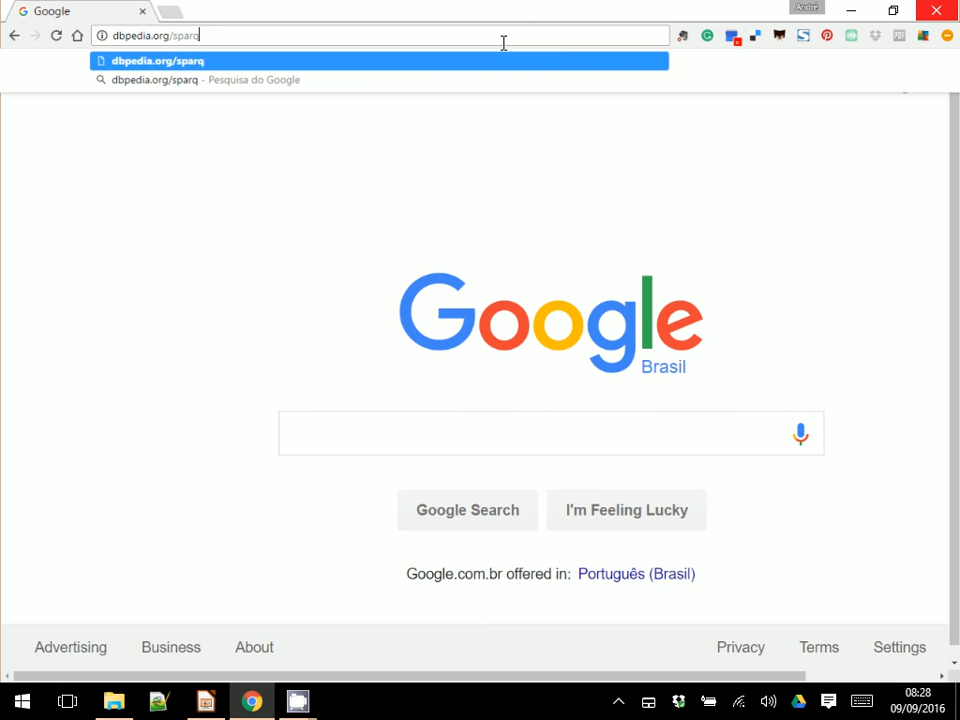 Google
André
dbpedia.org/sparq
dbpedia.org/sparq
dbpedia.org/sparq - Pesquisa do Google
Google
Brasil
Google Search
I'm Feeling Lucky
Google.com.br offered in: Português (Brasil)
Advertising
Business
About
Privacy
Terms
Settings
08:28
09/09/2016